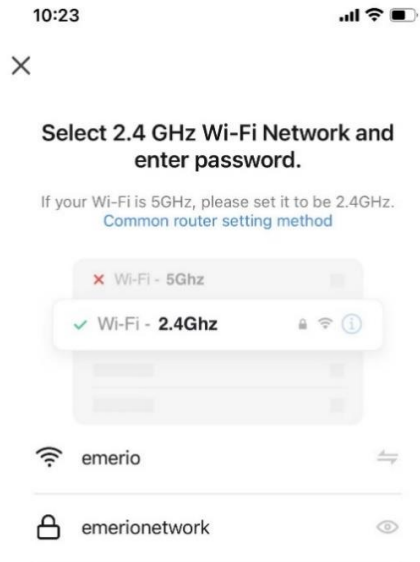 10:23
Select 2.4 GHz Wi-Fi Network and
enter password.
If your Wi-Fi is 5GHz, please set it to be 2.4GHz.
Common router setting method
Wi-Fi - 5Ghz
Wi-Fi - 2.4Ghz
emerio
emerionetwork